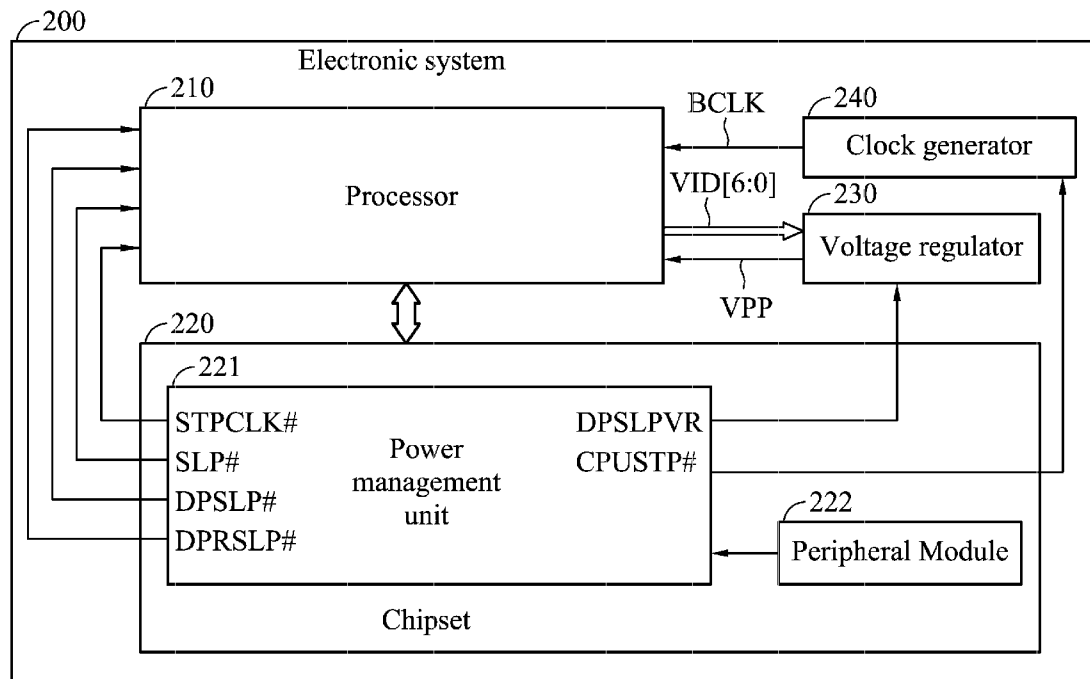 200
Electronic system
210
Processor
BCLK
240
Clock generator
VID[6:0]
230
Voltage regulator
VPP
220
221
STPCLK#
SLP#
DPSLP#
DPRSLP#
Power
management
unit
DPSLPVR
CPUSTP#
222
Peripheral Module
Chipset